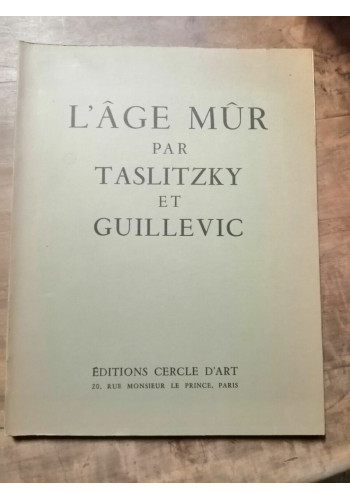 L'ÂGE MÛR
PAR
TASLITZKY
ET
GUILLEVIC
ÉDITIONS CERCLE D'ART
20, RUE MONSIEUR LE PRINCE, PARIS